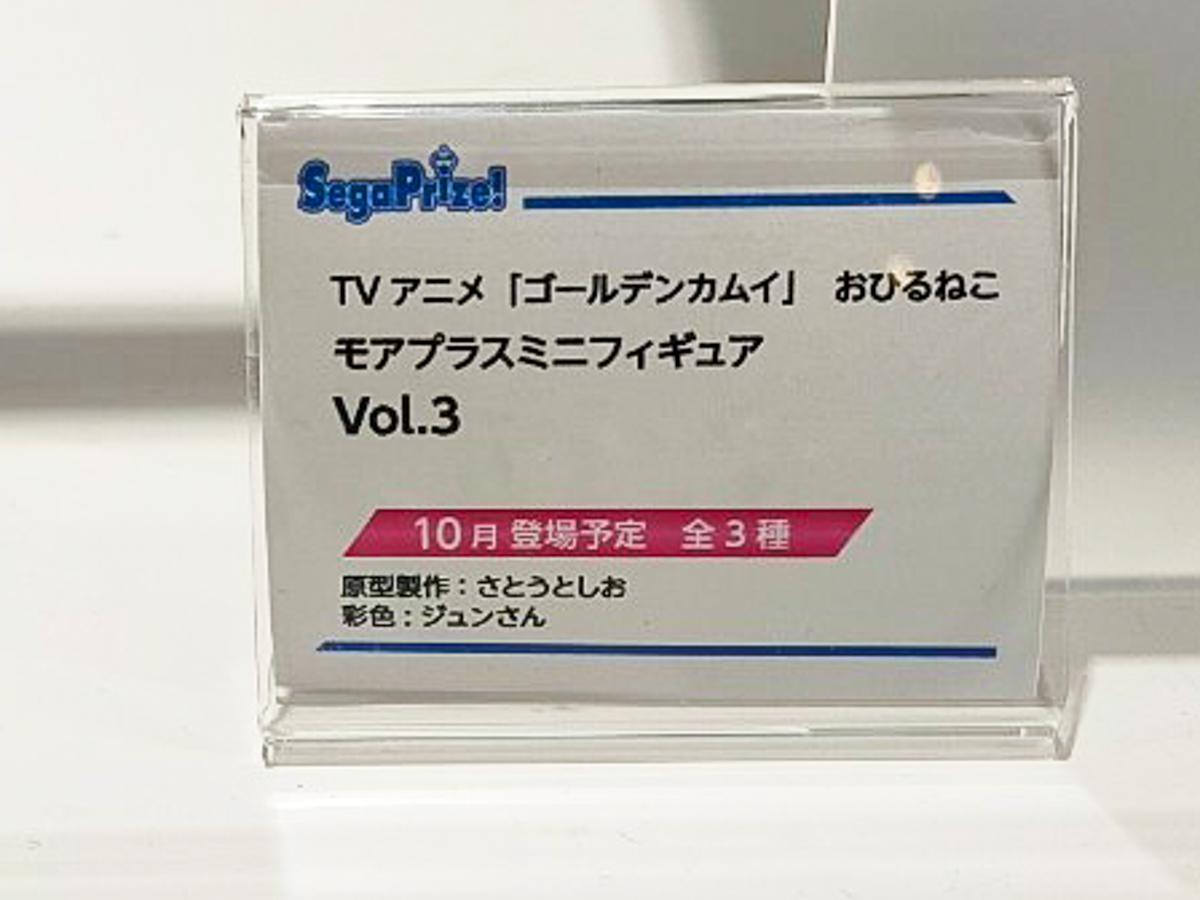 SegaPrize!
TVアニメ「ゴールデンカムイ」 おひるねこ
モアプラスミニフィギュア
Vol.3
10月 登場予定 全3種
原型製作：さとうとしお
彩色：ジュンさん